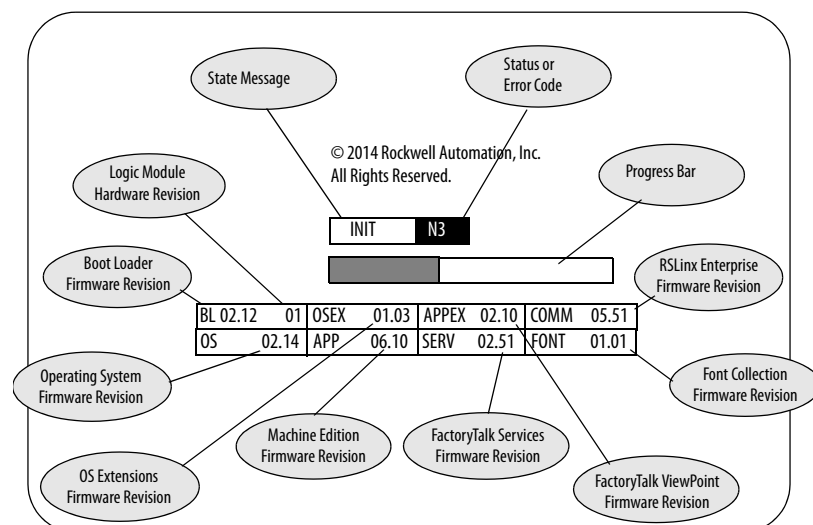 State Message
Status or
Error Code
© 2014 Rockwell Automation, Inc.
All Rights Reserved.
Logic Module
Hardware Revision
Progress Bar
INIT N3
Boot Loader
Firmware Revision
RSLinx Enterprise
Firmware Revision
BL 02.12 01 OSEX 01.03 APPEX 02.10 COMM 05.51
OS 02.14 APP 06.10 SERV 02.51 FONT 01.01
Operating System
Firmware Revision
Font Collection
Firmware Revision
Machine Edition
Firmware Revision
FactoryTalk Services
Firmware Revision
OS Extensions
Firmware Revision
FactoryTalk ViewPoint
Firmware Revision